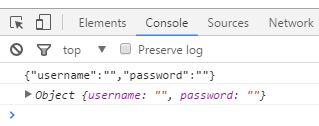 Elements Console Sources Network
top Preserve log
{"username":"","password":""}
Object {username: "", password: ""}